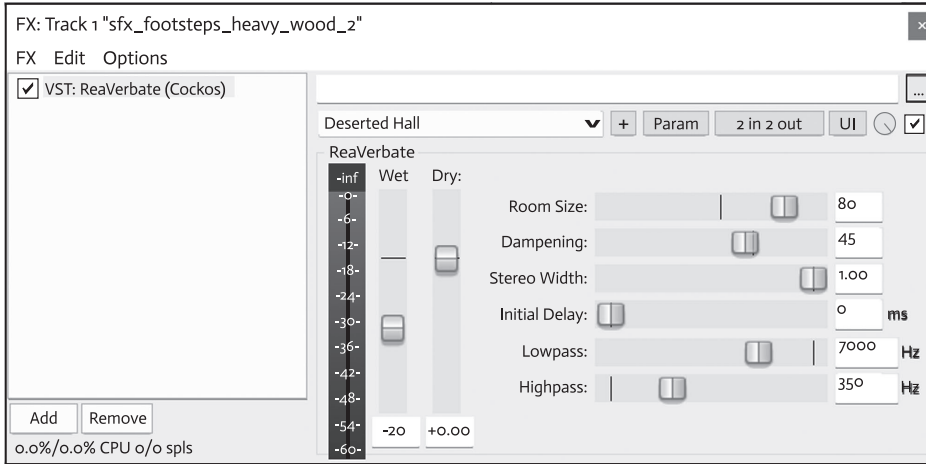 FX: Track 1 "sfx_footsteps_heavy_wood_2"
×
FX Edit Options
VST: ReaVerbate (Cockos)
...
Deserted Hall
+ Param 2 in 2 out UI
ReaVerbate
-inf Wet Dry:
-0-
-6-
-12-
-18-
-24-
-30-
-36-
-42-
-48-
-54-
-60-
-20 +0.00
Room Size: 80
Dampening: 45
Stereo Width: 1.00
Initial Delay: 0 ms
Lowpass: 7000 Hz
Highpass: 350 Hz
Add Remove
0.0%/0.0% CPU 0/0 spls